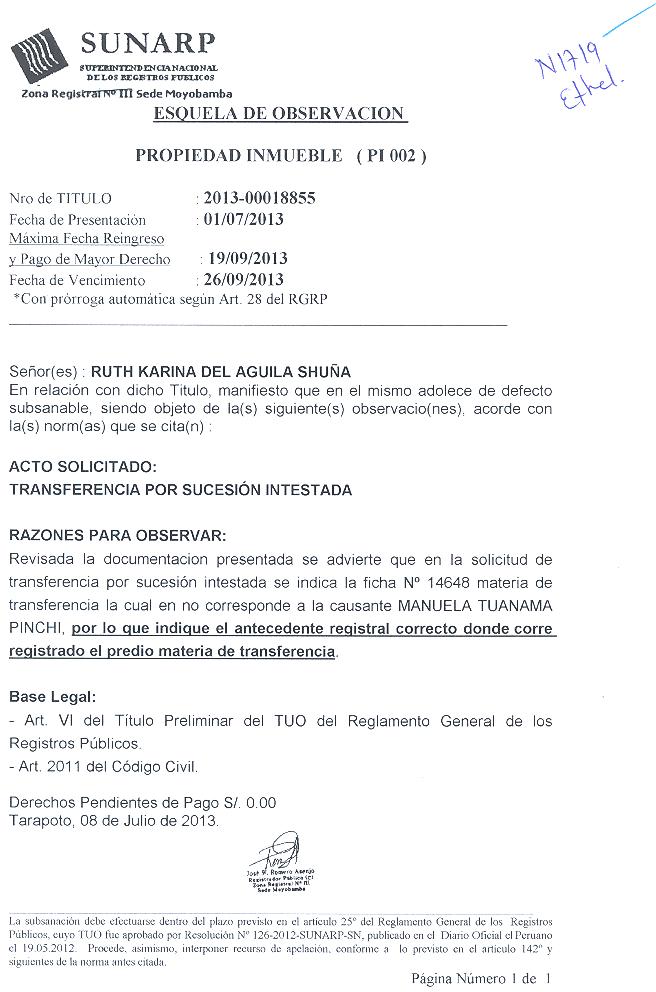 SUNARP
SUPERINTENDENCIA NACIONAL
DE LOS REGISTROS PUBLICOS
Zona Registral Nº III Sede Moyobamba
N1719
Ethel.
ESQUELA DE OBSERVACION
PROPIEDAD INMUEBLE ( PI 002 )
Nro de TITULO : 2013-00018855
Fecha de Presentación : 01/07/2013
Máxima Fecha Reingreso
y Pago de Mayor Derecho : 19/09/2013
Fecha de Vencimiento : 26/09/2013
*Con prórroga automática según Art. 28 del RGRP
Señor(es) : RUTH KARINA DEL AGUILA SHUÑA
En relación con dicho Titulo, manifiesto que en el mismo adolece de defecto
subsanable, siendo objeto de la(s) siguiente(s) observacio(nes), acorde con
la(s) norm(as) que se cita(n) :
ACTO SOLICITADO:
TRANSFERENCIA POR SUCESIÓN INTESTADA
RAZONES PARA OBSERVAR:
Revisada la documentacion presentada se advierte que en la solicitud de
transferencia por sucesión intestada se indica la ficha Nº 14648 materia de
transferencia la cual en no corresponde a la causante MANUELA TUANAMA
PINCHI, por lo que indique el antecedente registral correcto donde corre
registrado el predio materia de transferencia.
Base Legal:
- Art. VI del Título Preliminar del TUO del Reglamento General de los
Registros Públicos.
- Art. 2011 del Código Civil.
Derechos Pendientes de Pago S/. 0.00
Tarapoto, 08 de Julio de 2013.
José W. Romero Asenjo
Registrador Público (e)
Zona Registral Nº III
Sede Moyobamba
La subsanación debe efectuarse dentro del plazo previsto en el artículo 25º del Reglamento General de los Registros
Públicos, cuyo TUO fue aprobado por Resolución Nº 126-2012-SUNARP-SN, publicado en el Diario Oficial el Peruano
el 19.05.2012. Procede, asimismo, interponer recurso de apelación, conforme a lo previsto en el artículo 142º y
siguientes de la norma antes citada.
Página Número 1 de 1